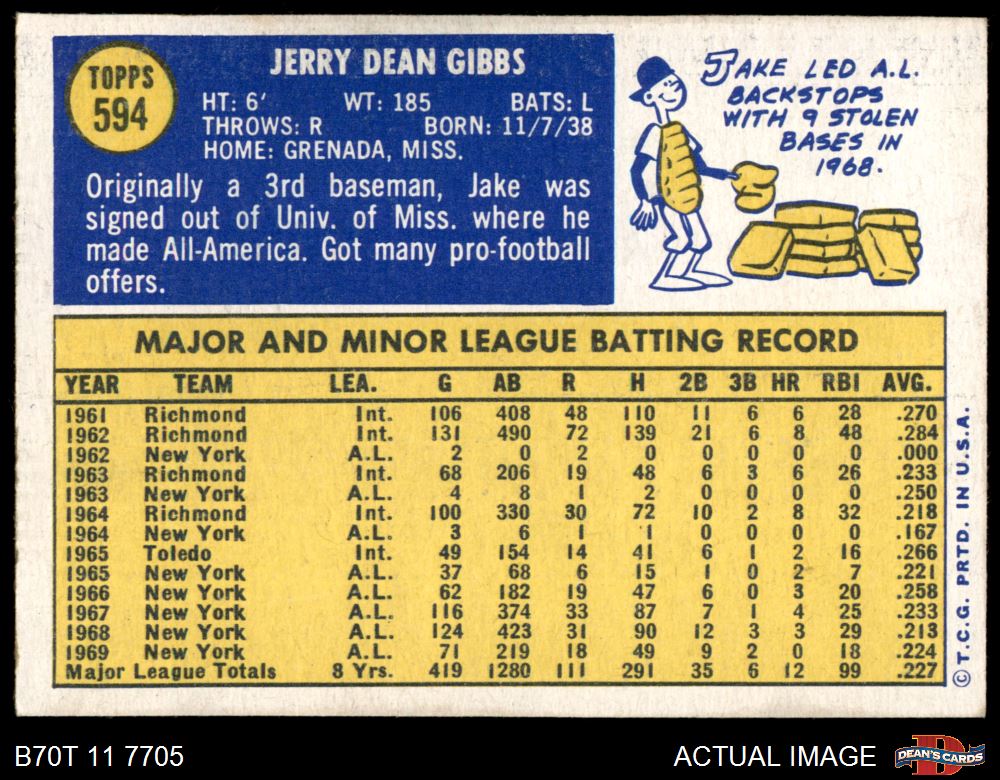 TOPPS
594
JERRY DEAN GIBBS
HT: 6' WT: 185 BATS: L
THROWS: R BORN: 11/7/38
HOME: GRENADA, MISS.
Originally a 3rd baseman, Jake was
signed out of Univ. of Miss. where he
made All-America. Got many pro-football
offers.
JAKE LED A.L.
BACKSTOPS
WITH 9 STOLEN
BASES IN
1968.
MAJOR AND MINOR LEAGUE BATTING RECORD
YEAR TEAM LEA. G AB R H 2B 3B HR RBI AVG.
1961 Richmond Int. 106 408 48 110 11 6 6 28 .270
1962 Richmond Int. 131 490 72 139 21 6 8 48 .284
1962 New York A.L. 2 0 2 0 0 0 0 0 .000
1963 Richmond Int. 68 206 19 48 6 3 6 26 .233
1963 New York A.L. 4 8 1 2 0 0 0 0 .250
1964 Richmond Int. 100 330 30 72 10 2 8 32 .218
1964 New York A.L. 3 6 1 1 0 0 0 0 .167
1965 Toledo Int. 49 154 14 41 6 1 2 16 .266
1965 New York A.L. 37 68 6 15 1 0 2 7 .221
1966 New York A.L. 62 182 19 47 6 0 3 20 .258
1967 New York A.L. 116 374 33 87 7 1 4 25 .233
1968 New York A.L. 124 423 31 90 12 3 3 29 .213
1969 New York A.L. 71 219 18 49 9 2 0 18 .224
Major League Totals 8 Yrs. 419 1280 111 291 35 6 12 99 .227
© T.C.G. PRTD. IN U.S.A.
B70T 11 7705
ACTUAL IMAGE
D
DEAN'S CARDS